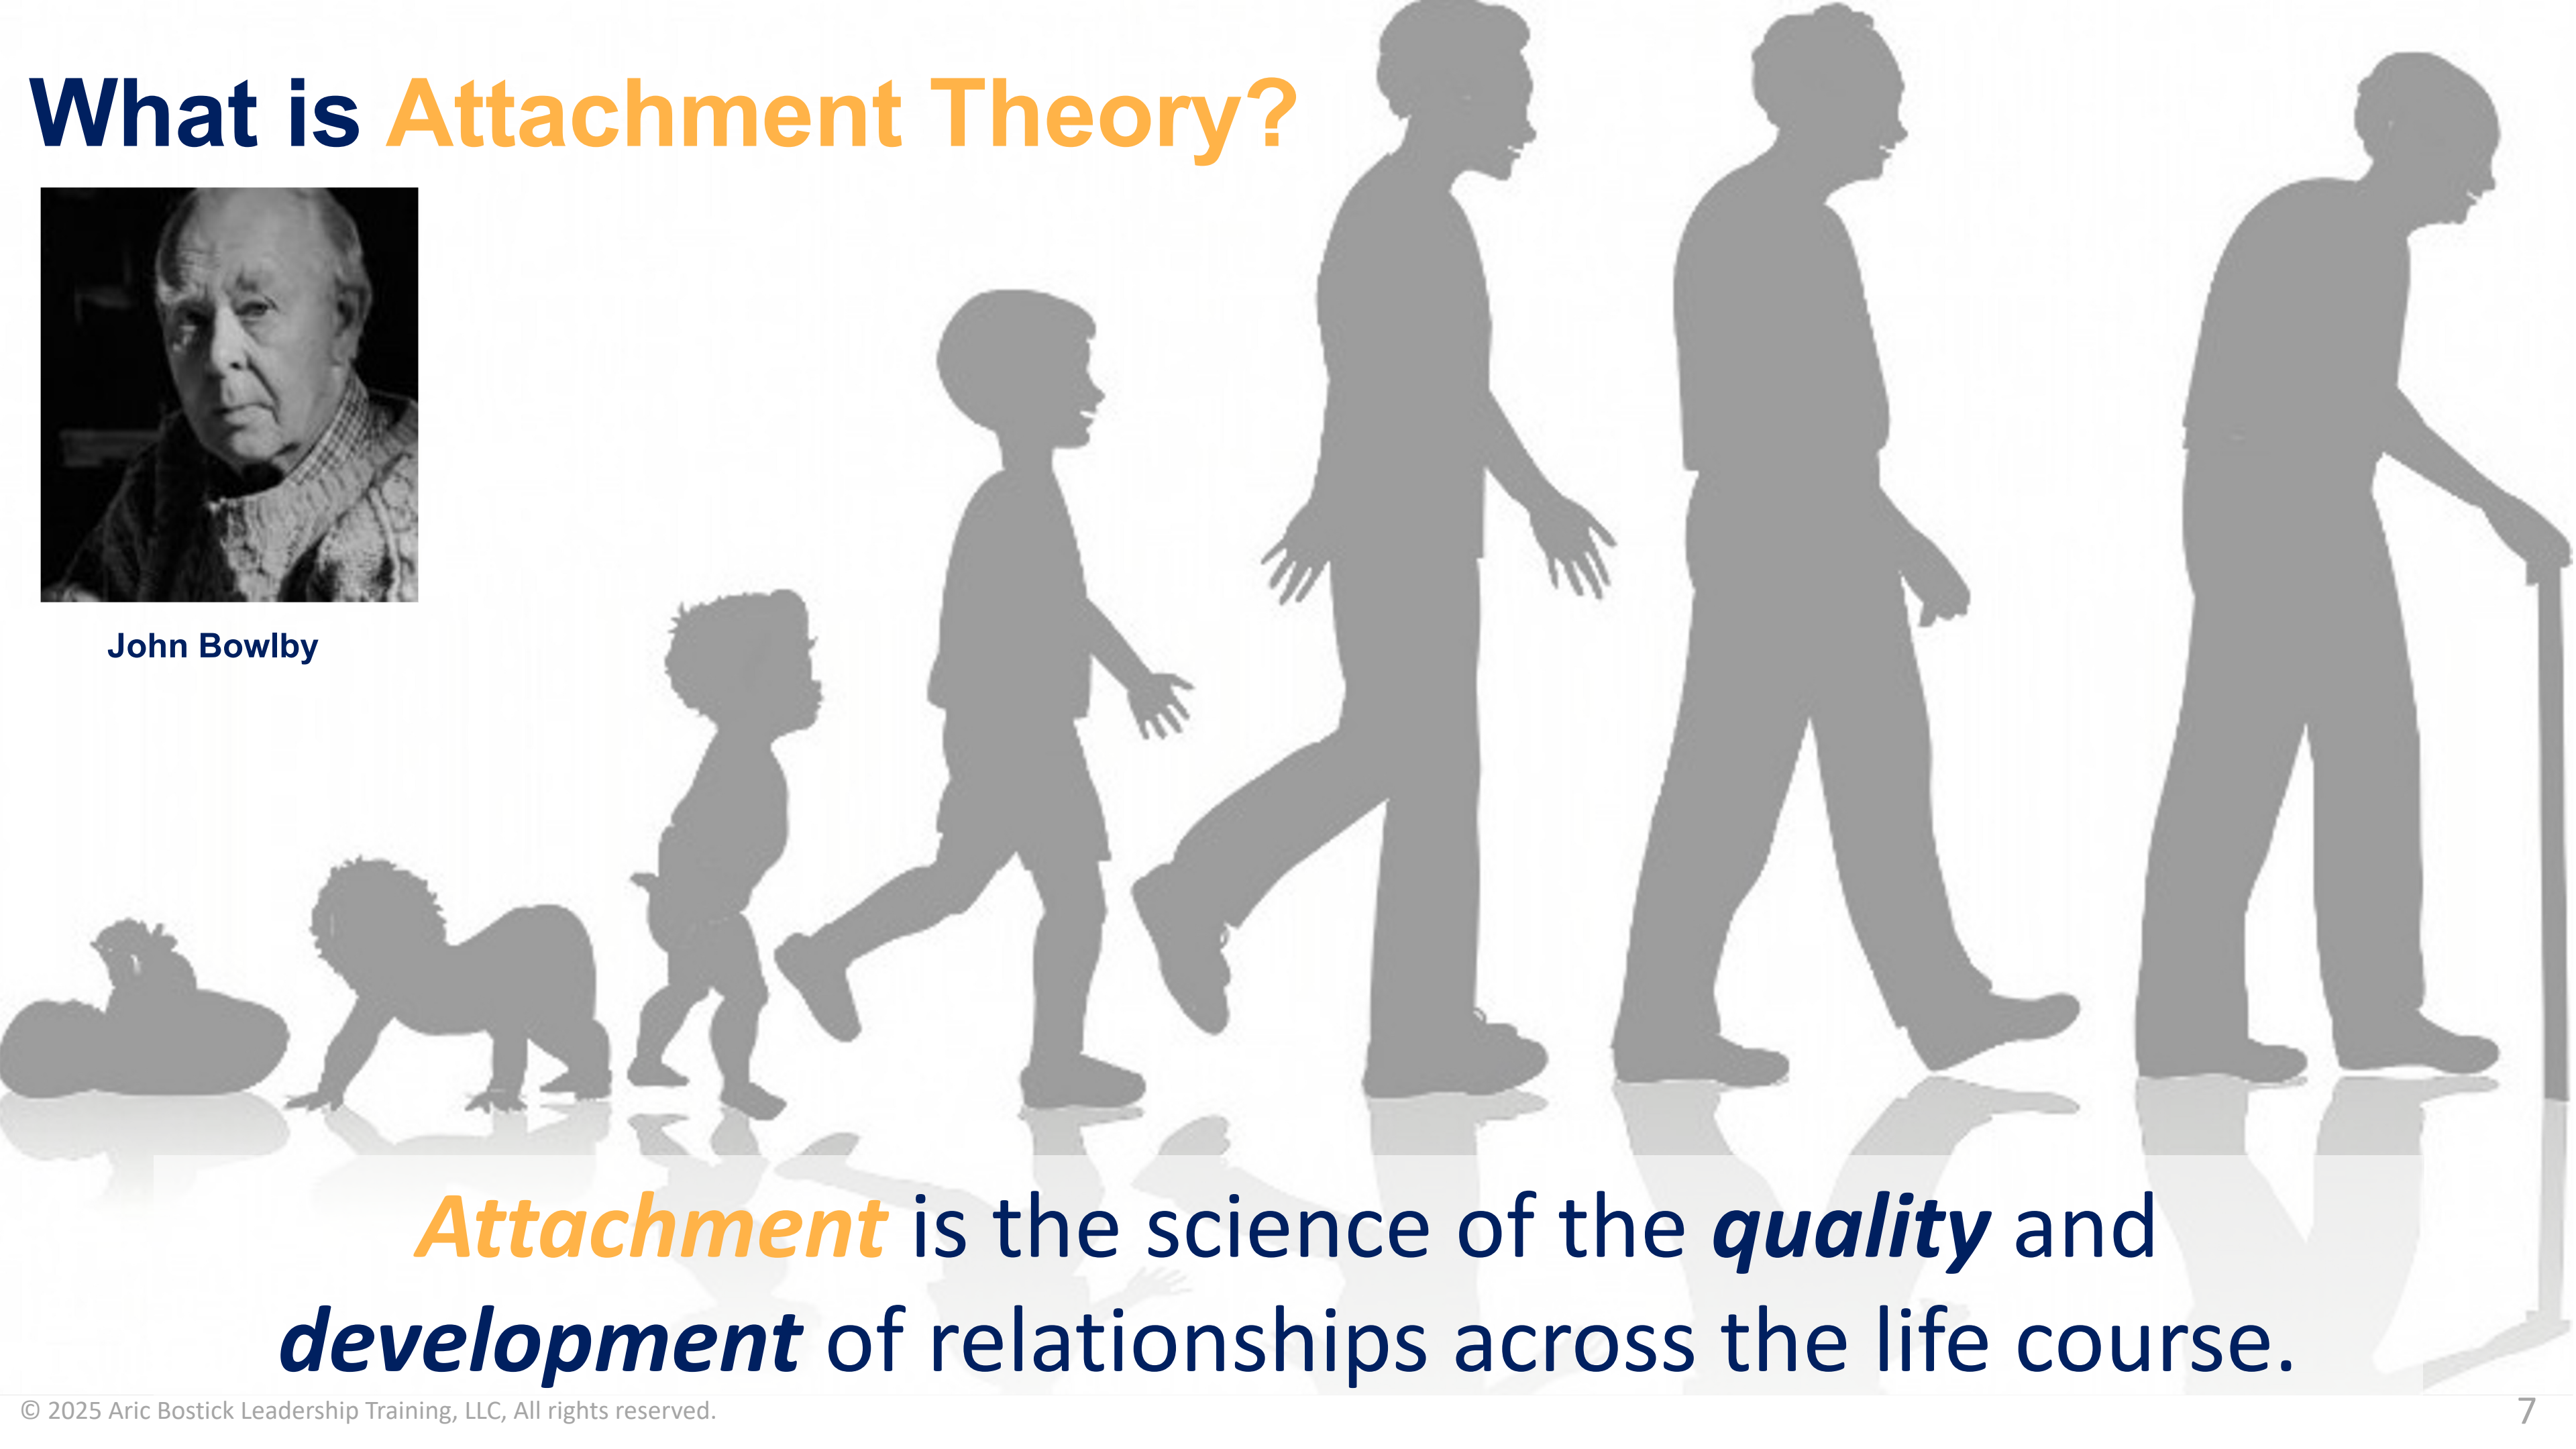 What is Attachment Theory?
John Bowlby
Attachment is the science of the quality and
development of relationships across the life course.
© 2025 Aric Bostick Leadership Training, LLC, All rights reserved.
7